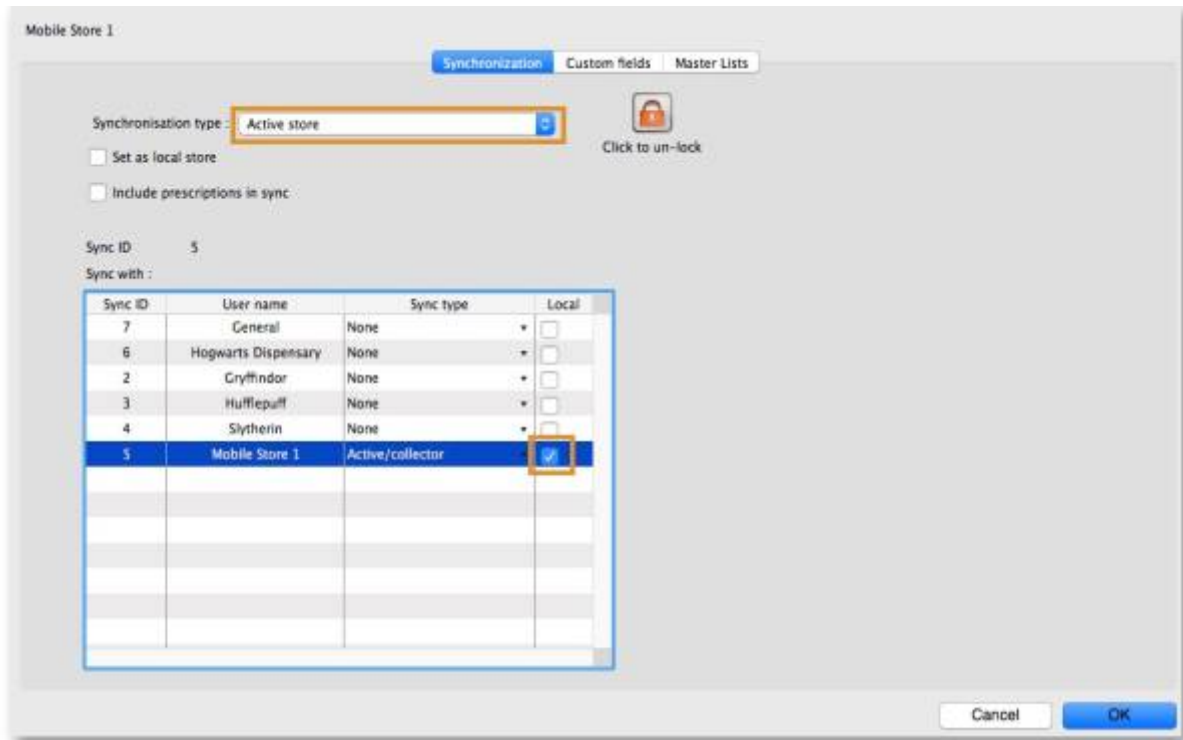 Mobile Store 1
Synchronization Custom fields Master Lists
Synchronisation type : Active store
Click to un-lock
Set as local store
Include prescriptions in sync
Sync ID 5
Sync with :
Sync ID User name Sync type Local
7 General None
6 Hogwarts Dispensary None
2 Gryffindor None
3 Hufflepuff None
4 Slytherin None
5 Mobile Store 1 Active/collector
Cancel OK